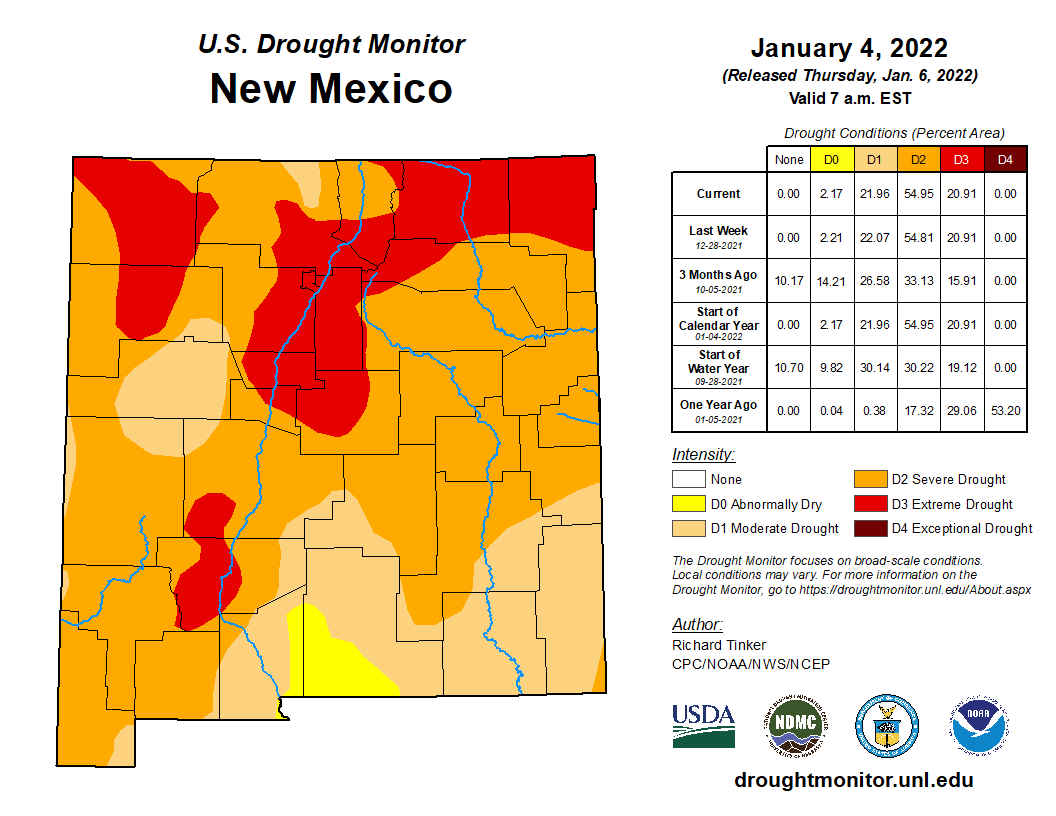 U.S. Drought Monitor
New Mexico
January 4, 2022
(Released Thursday, Jan. 6, 2022)
Valid 7 a.m. EST
Drought Conditions (Percent Area)
None D0 D1 D2 D3 D4
Current 0.00 2.17 21.96 54.95 20.91 0.00
Last Week
12-28-2021 0.00 2.21 22.07 54.81 20.91 0.00
3 Months Ago
10-05-2021 10.17 14.21 26.58 33.13 15.91 0.00
Start of
Calendar Year
01-04-2022 0.00 2.17 21.96 54.95 20.91 0.00
Start of
Water Year
09-28-2021 10.70 9.82 30.14 30.22 19.12 0.00
One Year Ago
01-05-2021 0.00 0.04 0.38 17.32 29.06 53.20
Intensity:
None
D0 Abnormally Dry
D1 Moderate Drought
D2 Severe Drought
D3 Extreme Drought
D4 Exceptional Drought
The Drought Monitor focuses on broad-scale conditions.
Local conditions may vary. For more information on the
Drought Monitor, go to https://droughtmonitor.unl.edu/About.aspx
Author:
Richard Tinker
CPC/NOAA/NWS/NCEP
USDA
NDMC
NOAA
droughtmonitor.unl.edu